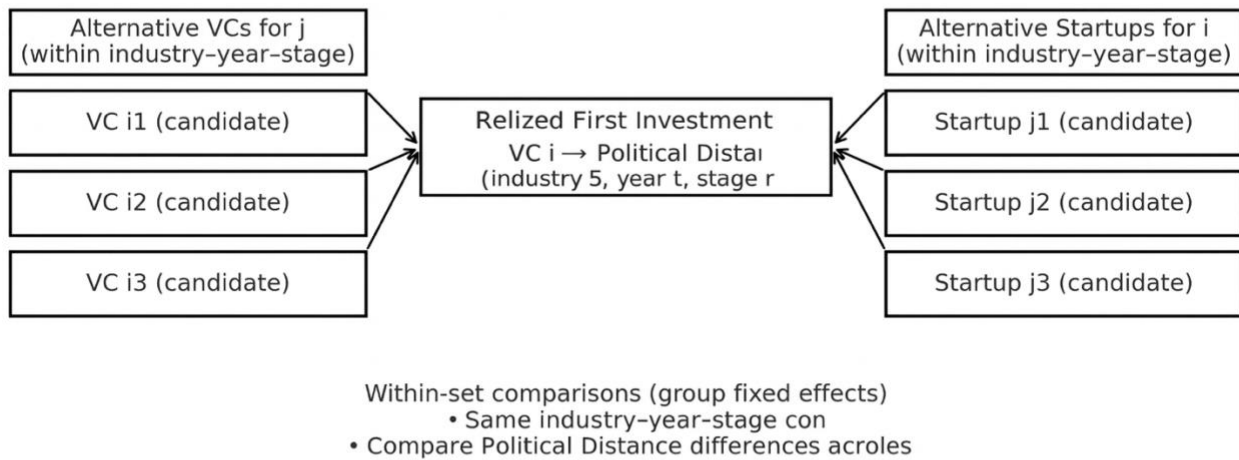 Alternative VCs for j
(within industry–year–stage)
VC i1 (candidate)
VC i2 (candidate)
VC i3 (candidate)
Relized First Investment
VC i → Political Distaı
(industry 5, year t, stage r
Alternative Startups for i
(within industry–year–stage)
Startup j1 (candidate)
Startup j2 (candidate)
Startup j3 (candidate)
Within-set comparisons (group fixed effects)
• Same industry–year–stage con
• Compare Political Distance differences acroles